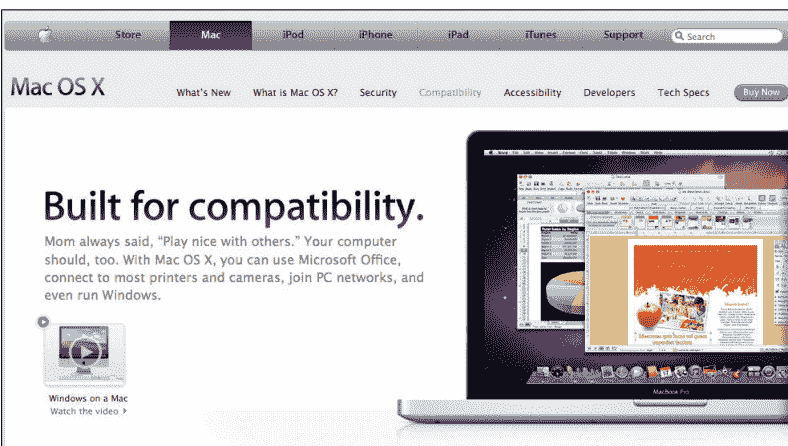 Store Mac iPod iPhone iPad iTunes Support Search
Mac OS X
What's New What is Mac OS X? Security Compatibility Accessibility Developers Tech Specs Buy Now
Built for compatibility.
Mom always said, “Play nice with others.” Your computer
should, too. With Mac OS X, you can use Microsoft Office,
connect to most printers and cameras, join PC networks, and
even run Windows.
Windows on a Mac
Watch the video
MacBook Pro